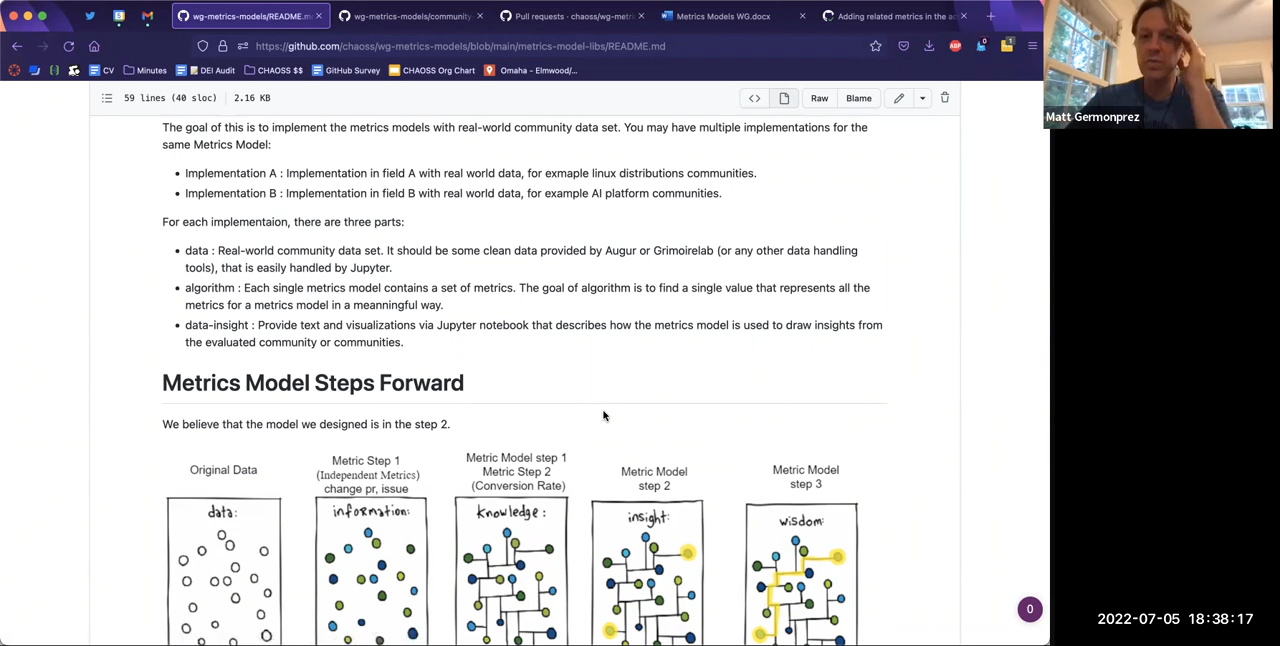 wg-metrics-models/README.m
wg-metrics-models/community
Pull requests · chaoss/wg-metri
Metrics Models WG.docx
Adding related metrics in the a
https://github.com/chaoss/wg-metrics-models/blob/main/metrics-model-libs/README.md
CV
Minutes
DEI Audit
CHAOSS $$
GitHub Survey
CHAOSS Org Chart
Omaha - Elmwood/...
59 lines (40 sloc)
2.16 KB
Raw
Blame
The goal of this is to implement the metrics models with real-world community data set. You may have multiple implementations for the
same Metrics Model:
• Implementation A : Implementation in field A with real world data, for exmaple linux distributions communities.
• Implementation B : Implementation in field B with real world data, for example AI platform communities.
For each implementaion, there are three parts:
• data : Real-world community data set. It should be some clean data provided by Augur or Grimoirelab (or any other data handling
tools), that is easily handled by Jupyter.
• algorithm : Each single metrics model contains a set of metrics. The goal of algorithm is to find a single value that represents all the
metrics for a metrics model in a meanningful way.
• data-insight : Provide text and visualizations via Jupyter notebook that describes how the metrics model is used to draw insights from
the evaluated community or communities.
Metrics Model Steps Forward
We believe that the model we designed is in the step 2.
Original Data
Metric Step 1
(Independent Metrics)
change pr, issue
Metric Model step 1
Metric Step 2
(Conversion Rate)
Metric Model
step 2
Metric Model
step 3
data:
information:
knowledge:
insight:
wisdom:
0
Matt Germonprez
2022-07-05 18:38:17